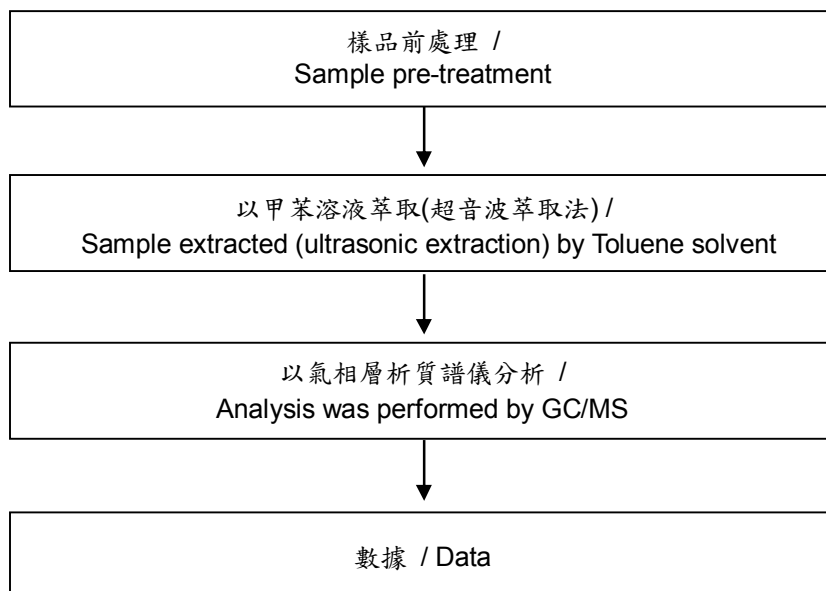 樣品前處理 /
Sample pre-treatment
以甲苯溶液萃取(超音波萃取法) /
Sample extracted (ultrasonic extraction) by Toluene solvent
以氣相層析質譜儀分析 /
Analysis was performed by GC/MS
數據 / Data